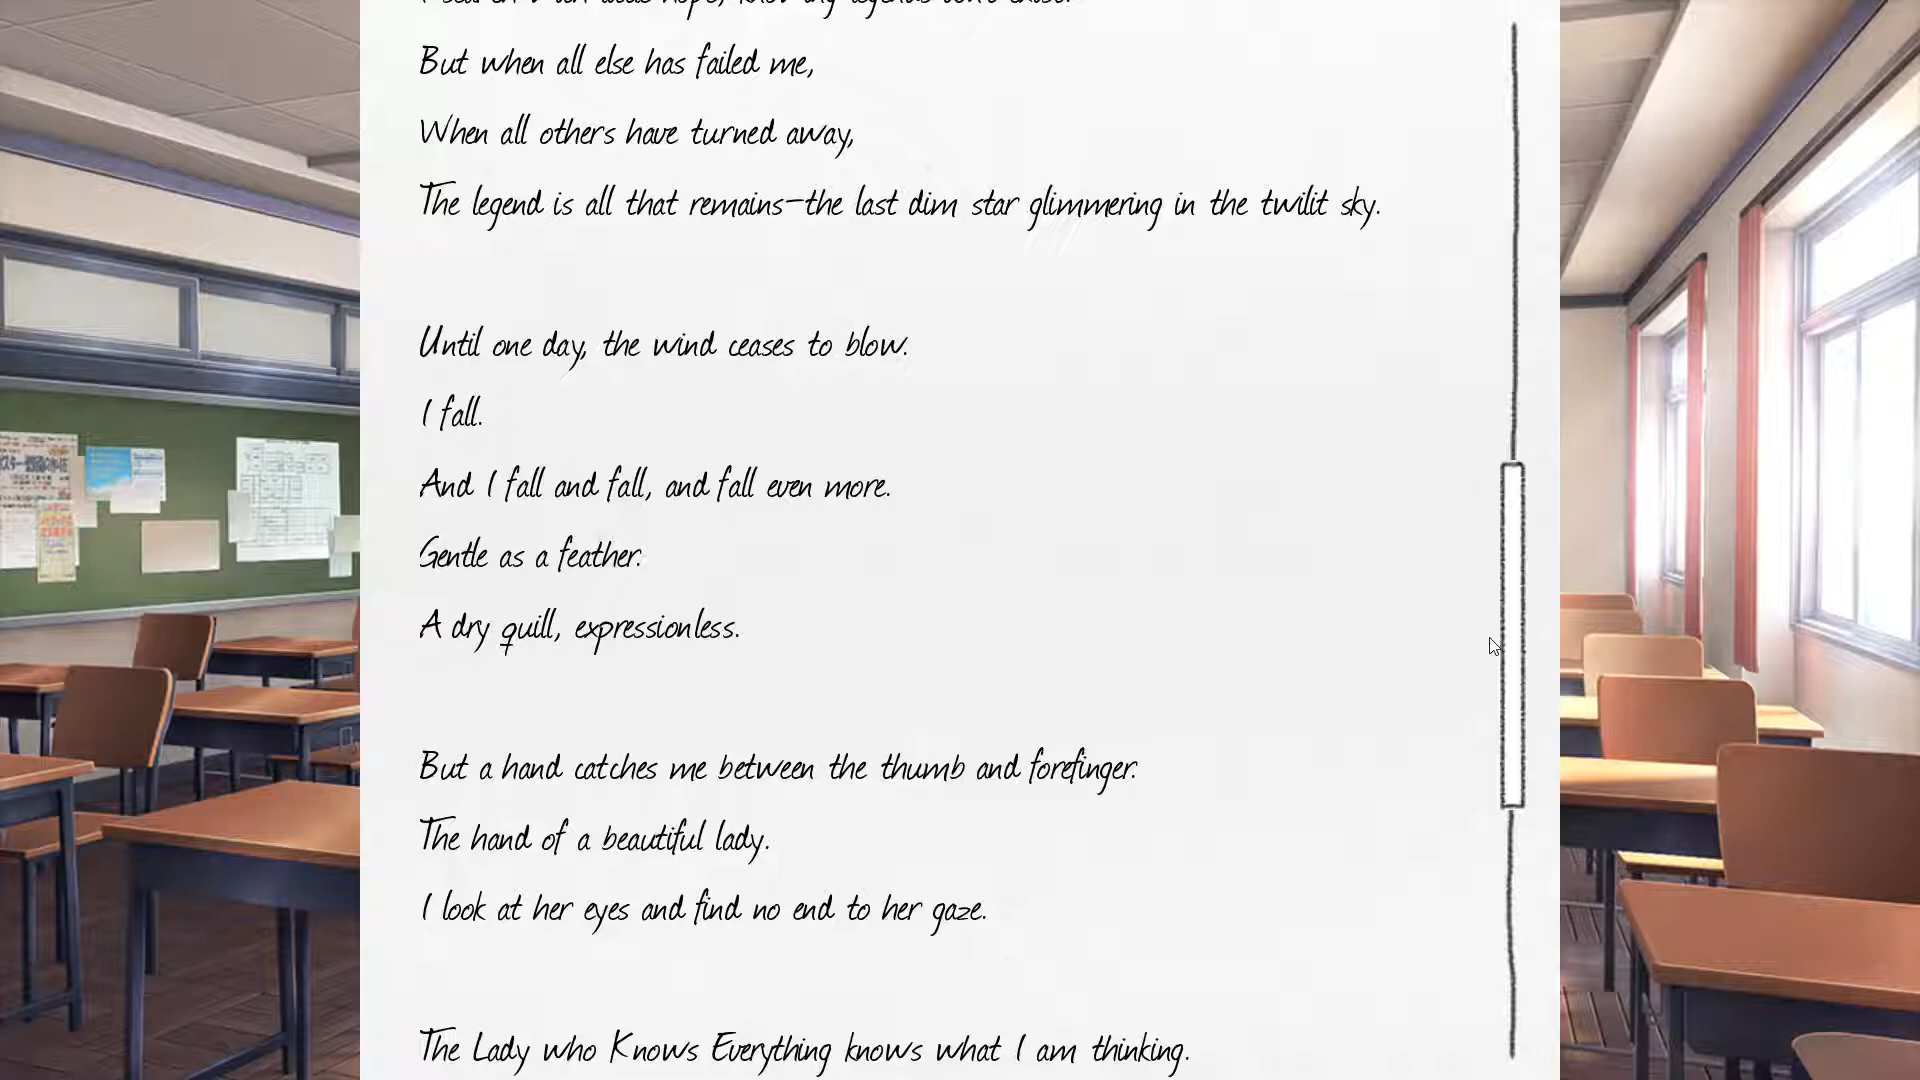 But when all else has failed me,
When all others have turned away,
The legend is all that remains—the last dim star glimmering in the twilit sky.
Until one day, the wind ceases to blow.
I fall.
And I fall and fall, and fall even more.
Gentle as a feather.
A dry quill, expressionless.
But a hand catches me between the thumb and forefinger.
The hand of a beautiful lady.
I look at her eyes and find no end to her gaze.
The Lady who Knows Everything knows what I am thinking.